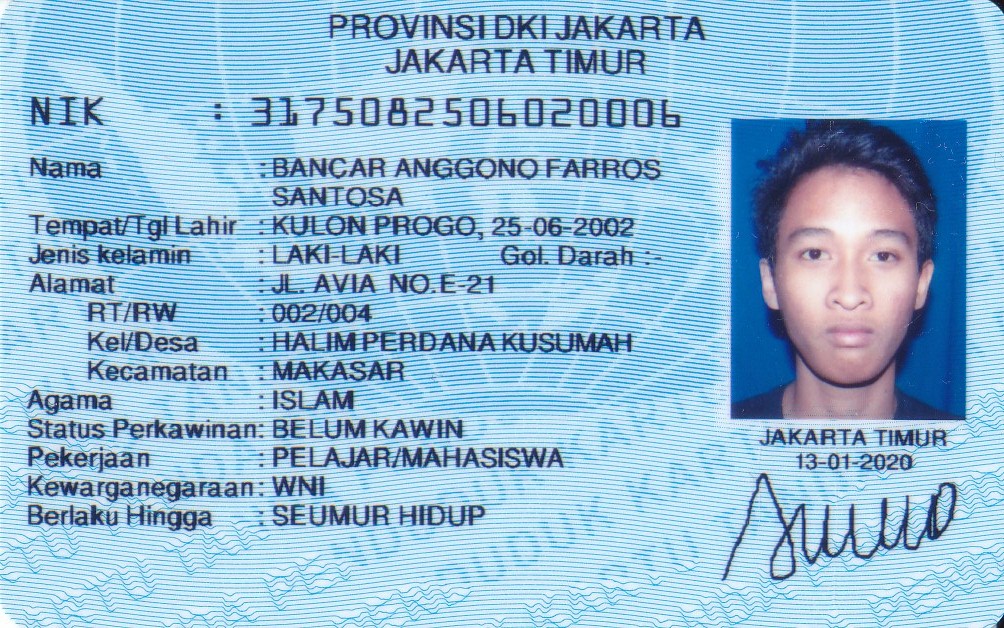 PROVINSI DKI JAKARTA
JAKARTA TIMUR
NIK : 3175082506020006
Nama : BANCAR ANGGONO FARROS
SANTOSA
Tempat/Tgl Lahir : KULON PROGO, 25-06-2002
Jenis kelamin : LAKI-LAKI Gol. Darah :-
Alamat : JL. AVIA NO.E-21
RT/RW : 002/004
Kel/Desa : HALIM PERDANA KUSUMAH
Kecamatan : MAKASAR
Agama : ISLAM
Status Perkawinan: BELUM KAWIN
Pekerjaan : PELAJAR/MAHASISWA
Kewarganegaraan: WNI
Berlaku Hingga : SEUMUR HIDUP
JAKARTA TIMUR
13-01-2020